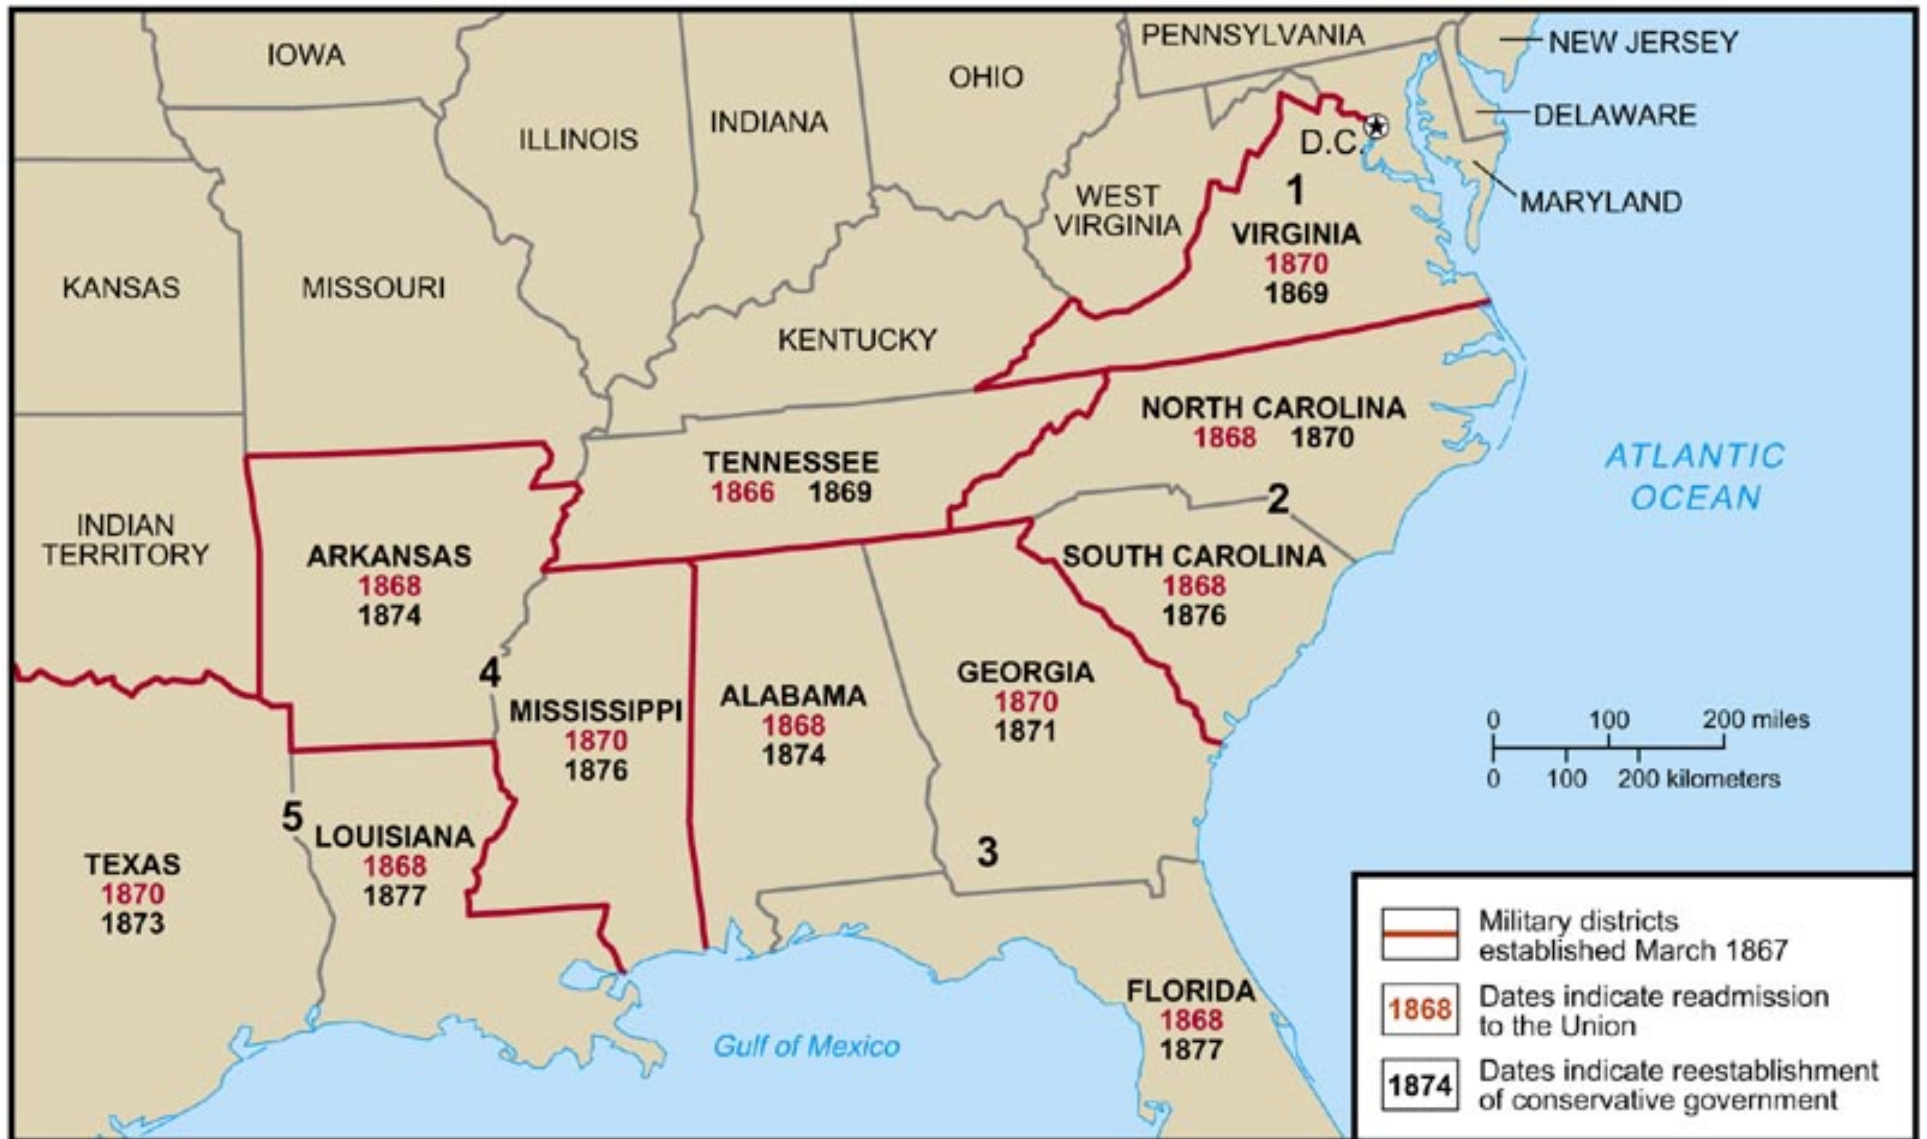 IOWA
ILLINOIS
INDIANA
OHIO
PENNSYLVANIA
NEW JERSEY
DELAWARE
MARYLAND
D.C.
WEST
VIRGINIA
1
VIRGINIA
1870
1869
KANSAS
MISSOURI
KENTUCKY
NORTH CAROLINA
1868 1870
TENNESSEE
1866 1869
2
ATLANTIC
OCEAN
INDIAN
TERRITORY
ARKANSAS
1868
1874
SOUTH CAROLINA
1868
1876
4
MISSISSIPPI
1870
1876
ALABAMA
1868
1874
GEORGIA
1870
1871
3
0 100 200 miles
0 100 200 kilometers
5
TEXAS
1870
1873
LOUISIANA
1868
1877
FLORIDA
1868
1877
Gulf of Mexico
Military districts
established March 1867
1868
Dates indicate readmission
to the Union
1874
Dates indicate reestablishment
of conservative government